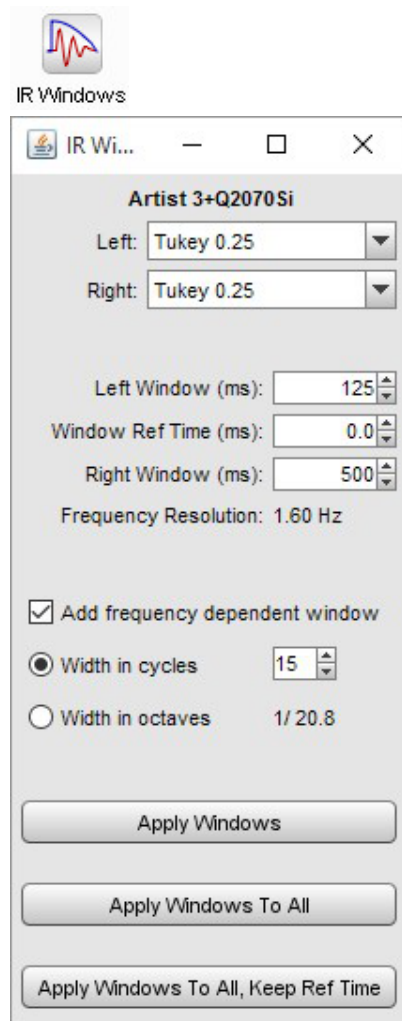 IR Windows
IR Wi...
Artist 3+Q2070Si
Left: Tukey 0.25
Right: Tukey 0.25
Left Window (ms): 125
Window Ref Time (ms): 0.0
Right Window (ms): 500
Frequency Resolution: 1.60 Hz
Add frequency dependent window
Width in cycles 15
Width in octaves 1/ 20.8
Apply Windows
Apply Windows To All
Apply Windows To All, Keep Ref Time